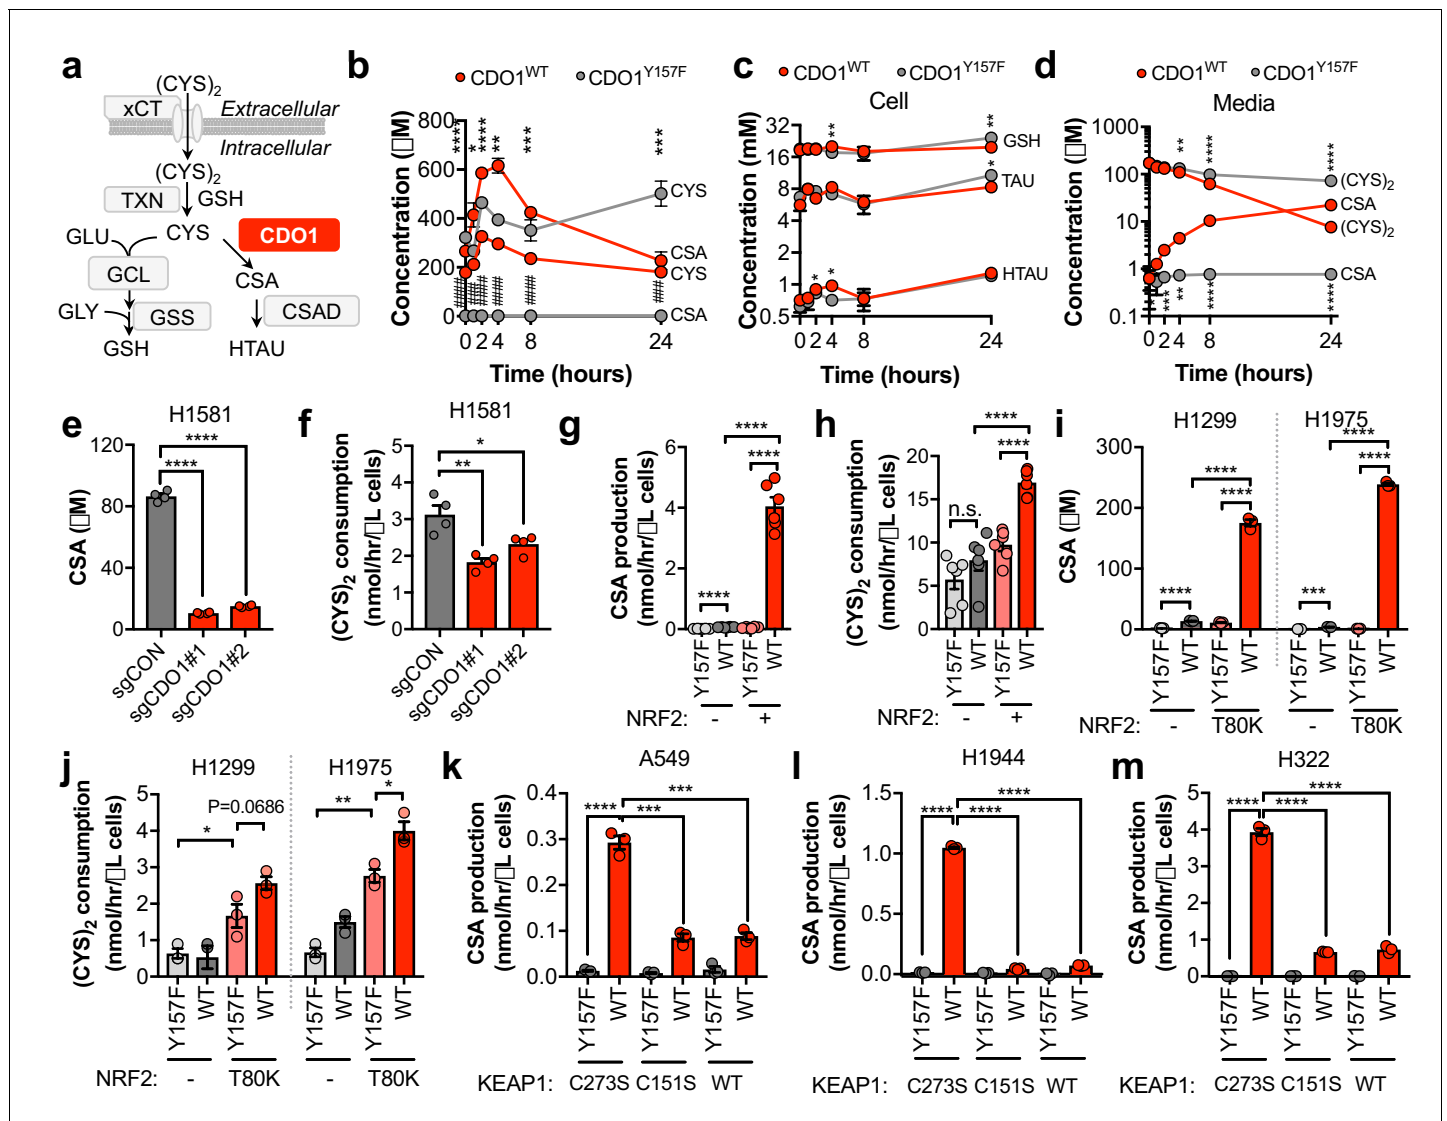 a
(CYS)2
xCT
Extracellular
Intracellular
(CYS)2
TXN
GSH
GLU
CYS
CDO1
GCL
CSA
GLY
GSS
CSAD
GSH
HTAU
b
CDO1WT
CDO1Y157F
Concentration (□M)
800
600
400
200
0
****
*
****
**
***
***
CYS
CSA
CYS
CSA
0
2
4
8
24
Time (hours)
c
CDO1WT
CDO1Y157F
Cell
Concentration (mM)
32
16
8
4
2
1
0.5
**
**
GSH
*
TAU
*
*
HTAU
0
2
4
8
24
Time (hours)
d
CDO1WT
CDO1Y157F
Media
Concentration (□M)
1000
100
10
1
0.1
**
****
****
(CYS)2
CSA
(CYS)2
CSA
**
****
****
0
2
4
8
24
Time (hours)
e
H1581
CSA (□M)
120
80
40
0
****
****
sgCON
sgCDO1#1
sgCDO1#2
f
H1581
(CYS)2 consumption
(nmol/hr/□L cells)
5
4
3
2
1
0
*
**
sgCON
sgCDO1#1
sgCDO1#2
g
CSA production
(nmol/hr/□L cells)
6
4
2
0
****
****
****
Y157F
WT
Y157F
WT
NRF2:
-
+
h
(CYS)2 consumption
(nmol/hr/□L cells)
20
15
10
5
0
****
****
n.s.
Y157F
WT
Y157F
WT
NRF2:
-
+
i
H1299
H1975
CSA (□M)
300
200
100
0
****
****
****
****
****
***
Y157F
WT
Y157F
WT
Y157F
WT
Y157F
WT
NRF2:
-
T80K
-
T80K
j
H1299
H1975
(CYS)2 consumption
(nmol/hr/□L cells)
5
4
3
2
1
0
P=0.0686
*
**
*
Y157F
WT
Y157F
WT
Y157F
WT
Y157F
WT
NRF2:
-
T80K
-
T80K
k
A549
CSA production
(nmol/hr/□L cells)
0.4
0.3
0.2
0.1
0.0
****
***
***
Y157F
WT
Y157F
WT
Y157F
WT
KEAP1:
C273S
C151S
WT
l
H1944
CSA production
(nmol/hr/□L cells)
1.5
1.0
0.5
0.0
****
****
****
Y157F
WT
Y157F
WT
Y157F
WT
KEAP1:
C273S
C151S
WT
m
H322
CSA production
(nmol/hr/□L cells)
5
4
3
2
1
0
****
****
****
Y157F
WT
Y157F
WT
Y157F
WT
KEAP1:
C273S
C151S
WT